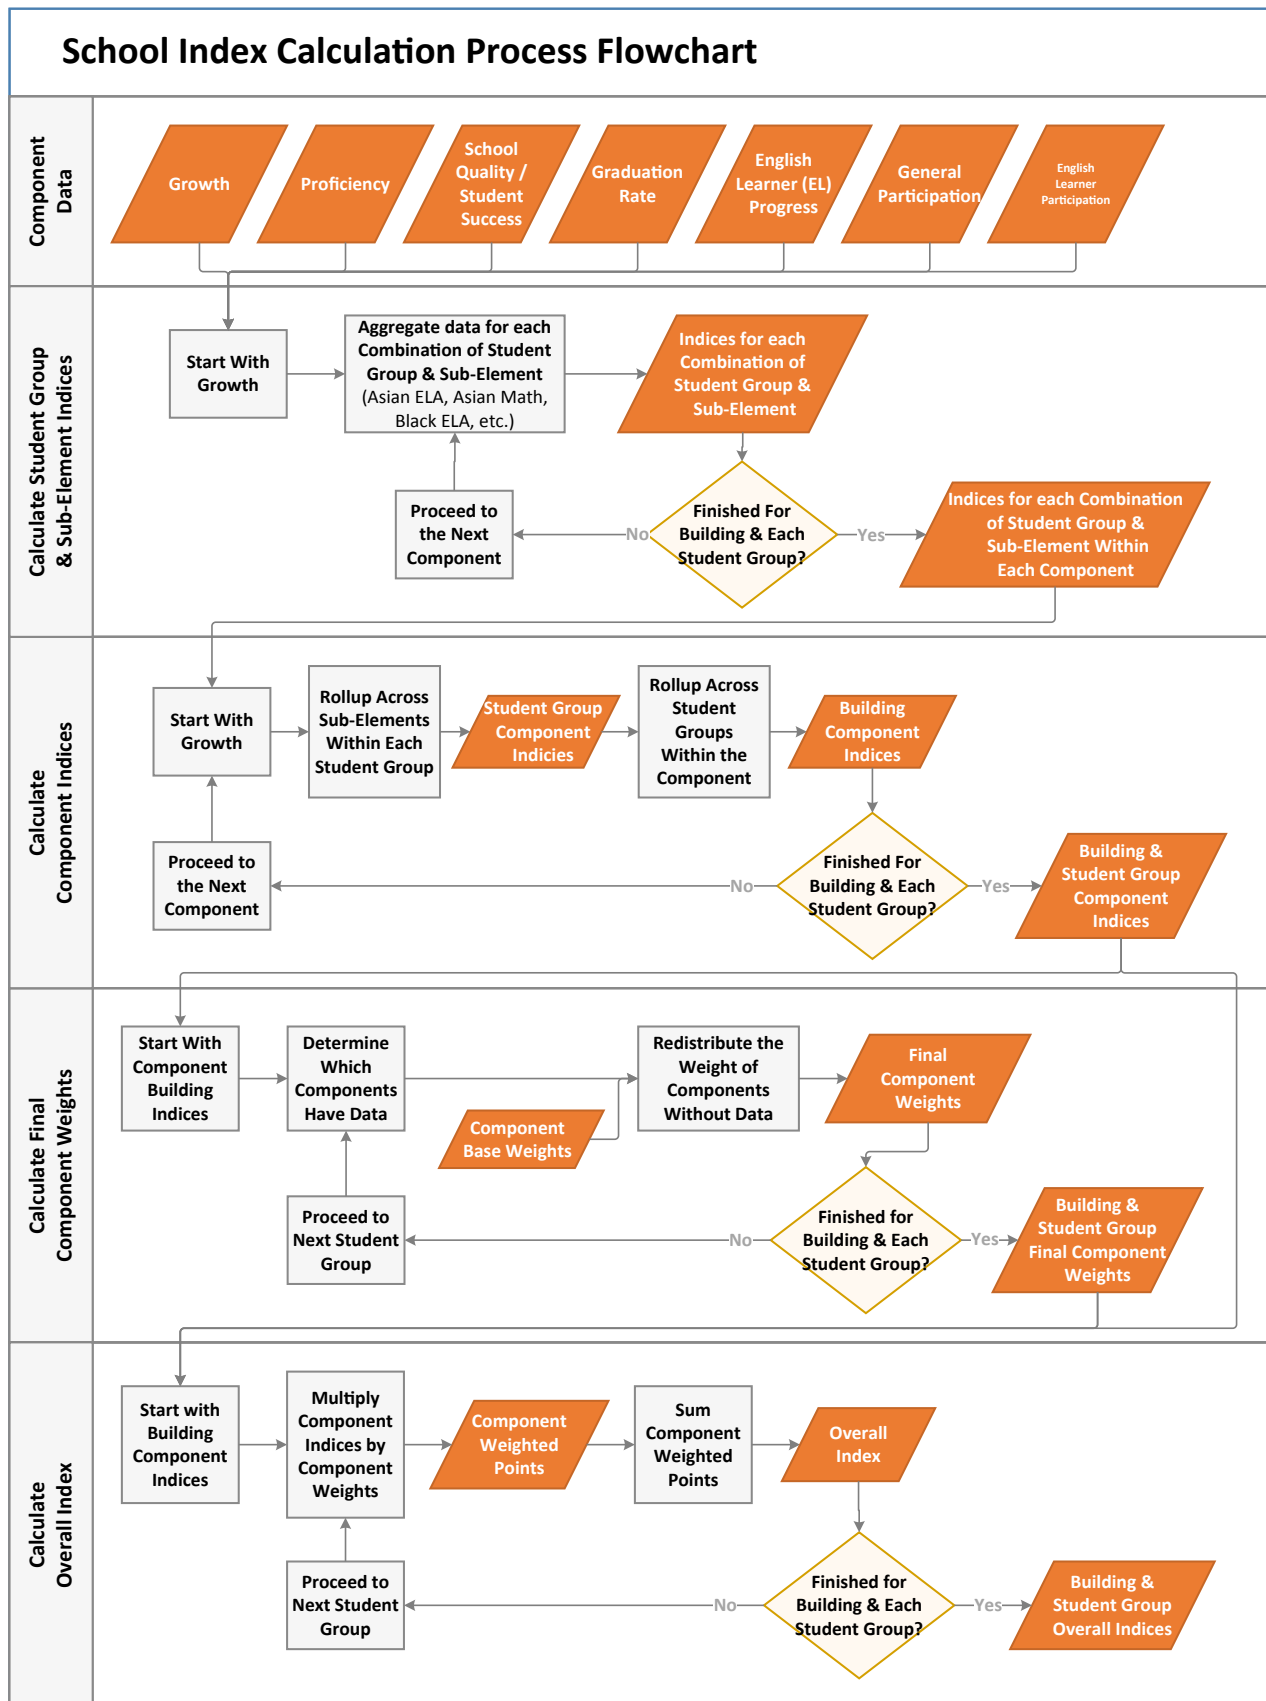 School Index Calculation Process Flowchart
Component
Data
Growth
Proficiency
School
Quality /
Student
Success
Graduation
Rate
English
Learner (EL)
Progress
General
Participation
English
Learner
Participation
Calculate Student Group
& Sub-Element Indices
Start With
Growth
Aggregate data for each
Combination of Student
Group & Sub-Element
(Asian ELA, Asian Math,
Black ELA, etc.)
Indices for each
Combination of
Student Group &
Sub-Element
Proceed to
the Next
Component
No
Finished For
Building & Each
Student Group?
Yes
Indices for each Combination
of Student Group &
Sub-Element Within
Each Component
Calculate
Component Indices
Start With
Growth
Rollup Across
Sub-Elements
Within Each
Student Group
Student Group
Component
Indicies
Rollup Across
Student
Groups
Within the
Component
Building
Component
Indices
Proceed to
the Next
Component
No
Finished For
Building & Each
Student Group?
Yes
Building &
Student Group
Component
Indices
Calculate Final
Component Weights
Start With
Component
Building
Indices
Determine
Which
Components
Have Data
Component
Base Weights
Redistribute the
Weight of
Components
Without Data
Final
Component
Weights
Proceed to
Next Student
Group
No
Finished for
Building & Each
Student Group?
Yes
Building &
Student Group
Final Component
Weights
Calculate
Overall Index
Start with
Building
Component
Indices
Multiply
Component
Indices by
Component
Weights
Component
Weighted
Points
Sum
Component
Weighted
Points
Overall
Index
Proceed to
Next Student
Group
No
Finished for
Building & Each
Student Group?
Yes
Building &
Student Group
Overall Indices